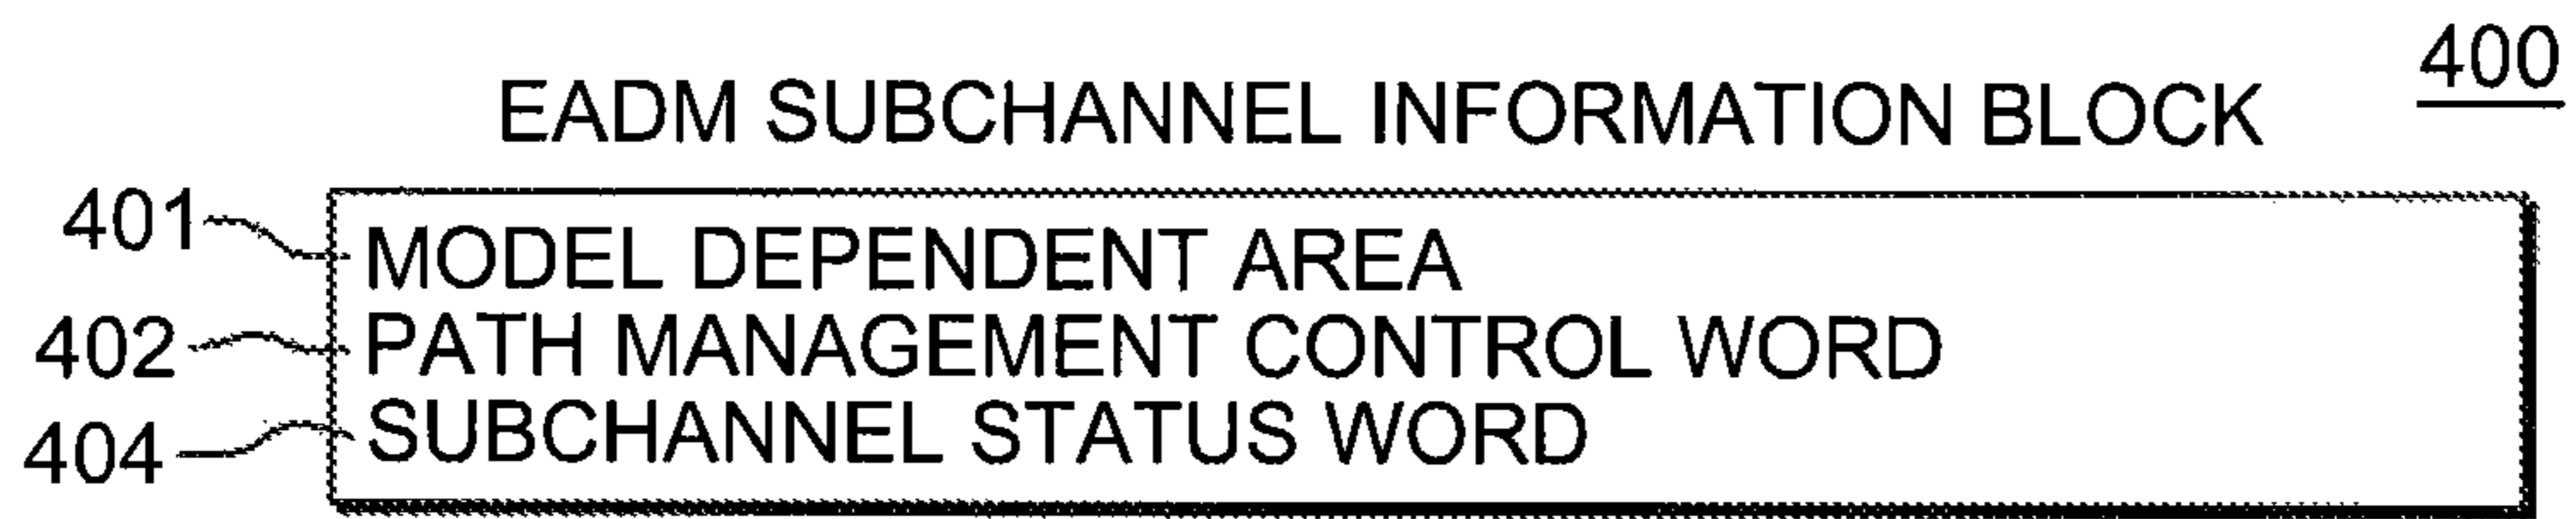 400
EADM SUBCHANNEL INFORMATION BLOCK
401 MODEL DEPENDENT AREA
402 PATH MANAGEMENT CONTROL WORD
404 SUBCHANNEL STATUS WORD